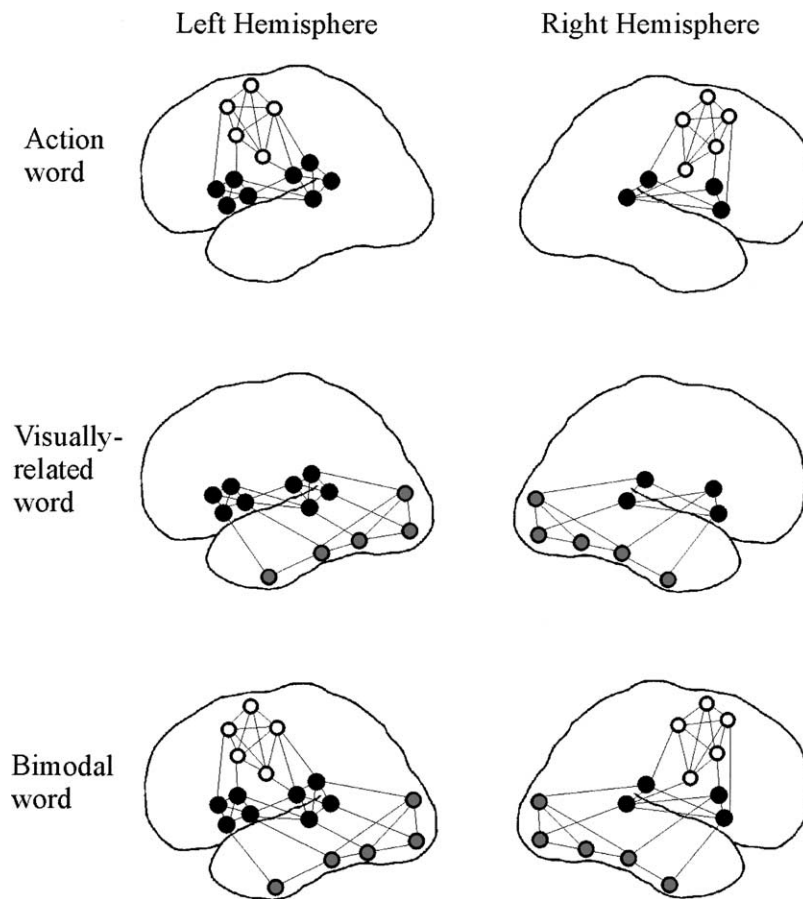 Left Hemisphere
Right Hemisphere
Action
word
Visually-
related
word
Bimodal
word